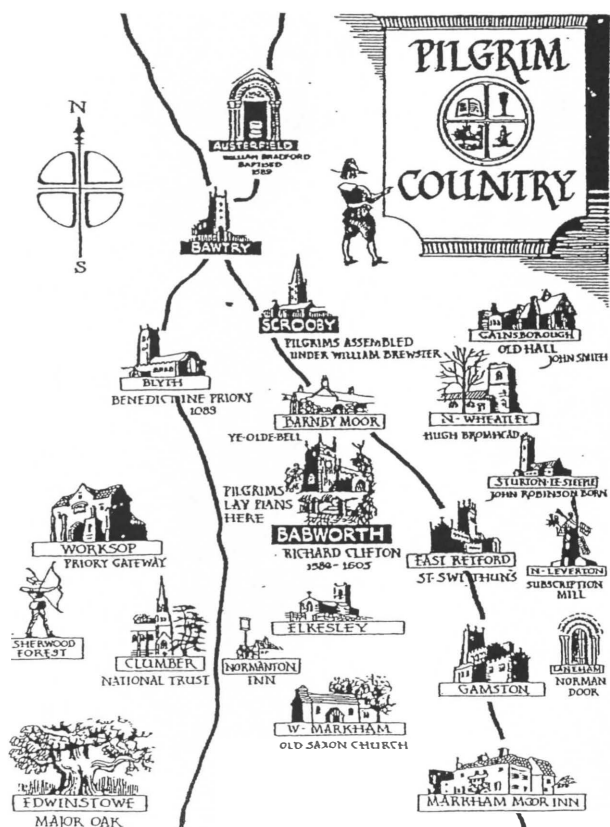 PILGRIM
COUNTRY
N
S
AUSTERFIELD
WILLIAM BRADFORD
BAPTISED
1589
BAWTRY
SCROOBY
PILGRIMS ASSEMBLED
UNDER WILLIAM BREWSTER
GAINSBOROUGH
OLD HALL
JOHN SMITH
BLYTH
BENEDICTINE PRIORY
1089
BARNBY MOOR
YE-OLDE-BELL
N-WHEATLEY
HUGH BROMHEAD
STURTON-LE-STEEPLE
JOHN ROBINSON BORN
PILGRIMS
LAY PLANS
HERE
BABWORTH
RICHARD CLIFTON
1586-1605
WORKSOP
PRIORY GATEWAY
EAST RETFORD
ST-SWITHUN'S
N-LEVERTON
SUBSCRIPTION
MILL
SHERWOOD
FOREST
CLUMBER
NATIONAL TRUST
NORMANTON
INN
ELKESLEY
GAMSTON
LANEHAM
NORMAN
DOOR
W-MARKHAM
OLD SAXON CHURCH
EDWINSTOWE
MAJOR OAK
MARKHAM MOOR INN